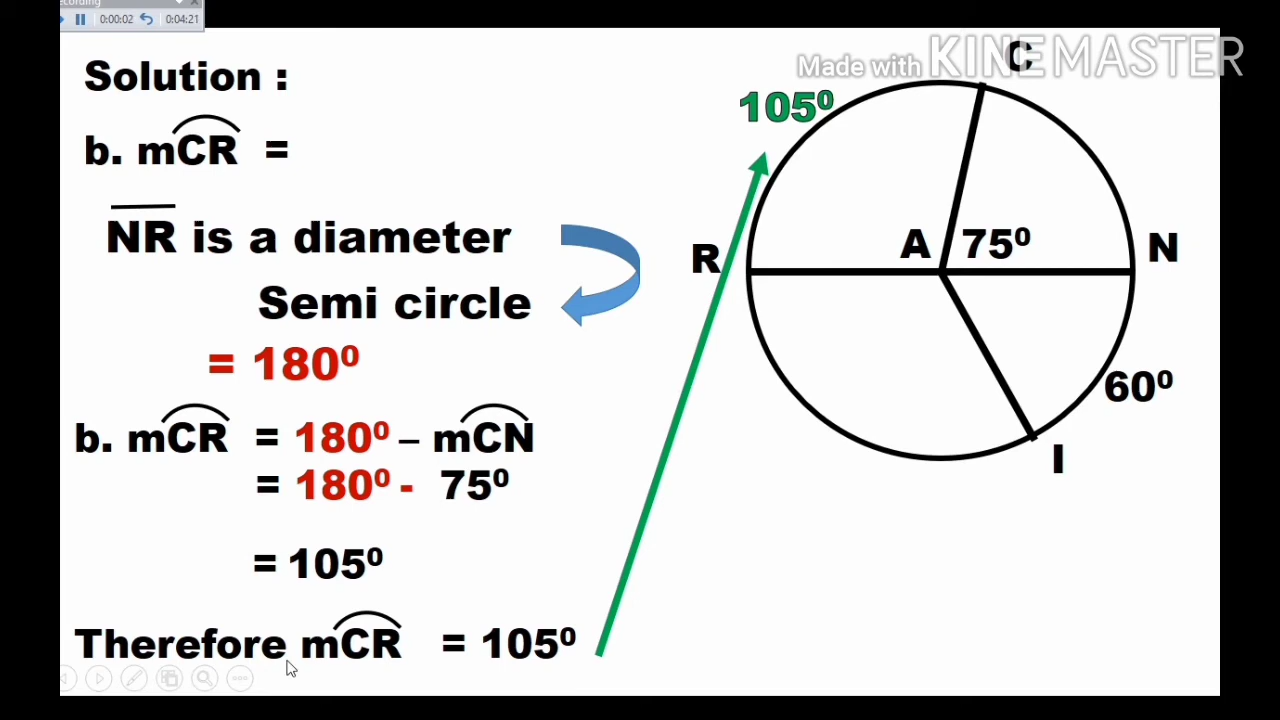 ecording
0:00:02 0:04:21
Made with KINEMASTER
Solution :
b. mCR =
NR is a diameter
Semi circle
= 180⁰
b. mCR = 180⁰ – mCN
= 180⁰ - 75⁰
= 105⁰
Therefore mCR = 105⁰
C
105⁰
R
A
75⁰
N
60⁰
I